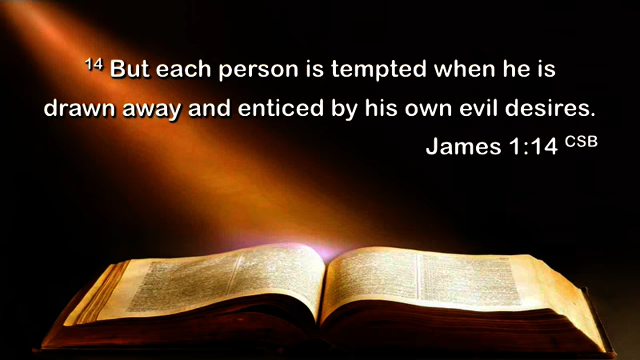 14 But each person is tempted when he is
drawn away and enticed by his own evil desires.
James 1:14 CSB